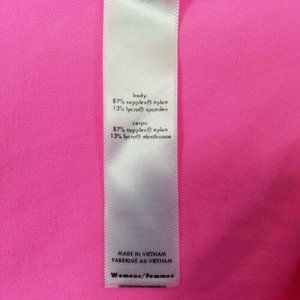 body:
87% supplex® nylon
13% lycra® spandex
corps:
87% supplex® nylon
13% lycra® elasthanne
MADE IN VIETNAM
FABRIQUÉ AU VIETNAM
Womens/Femmes